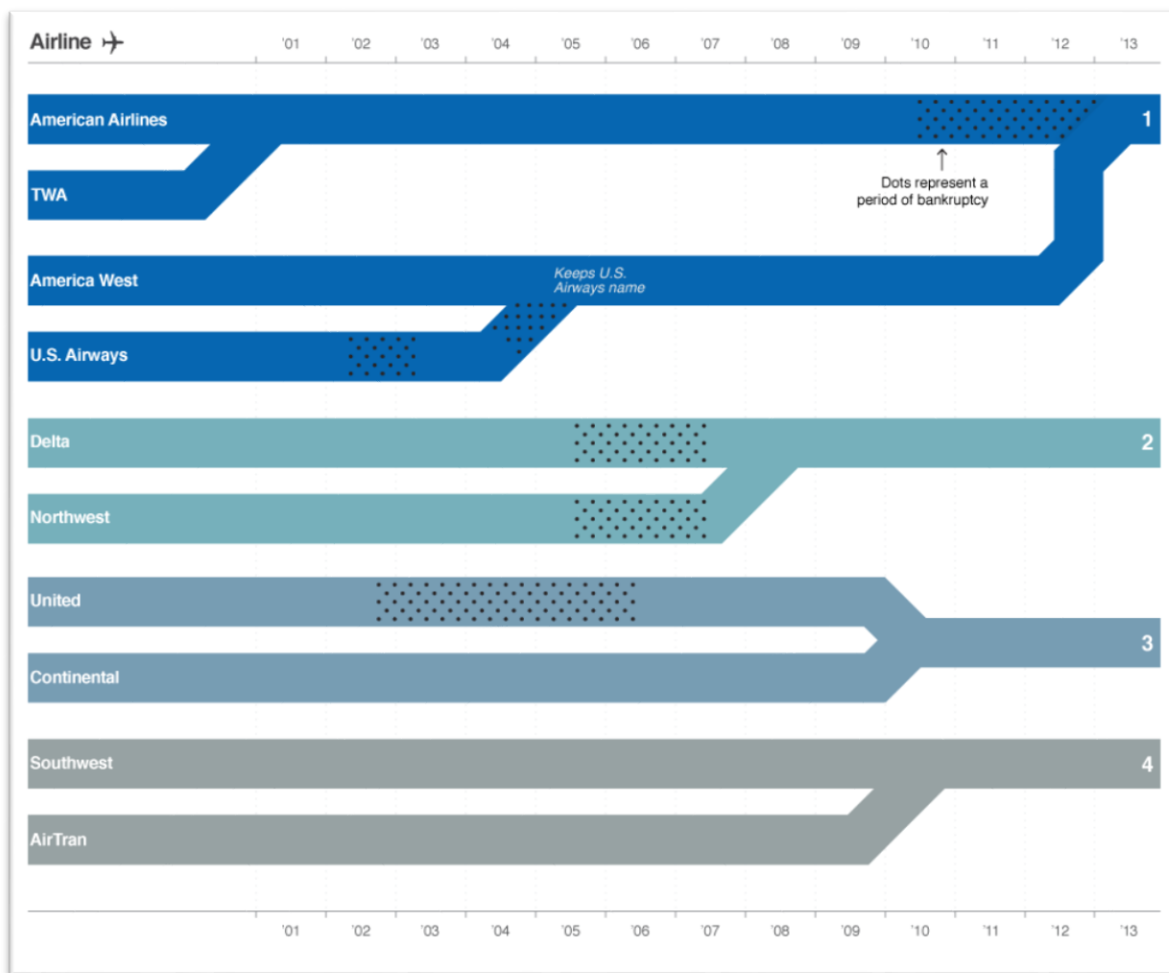 Airline
'01 '02 '03 '04 '05 '06 '07 '08 '09 '10 '11 '12 '13
American Airlines
1
Dots represent a
period of bankruptcy
TWA
America West
Keeps U.S.
Airways name
U.S. Airways
Delta
2
Northwest
United
3
Continental
Southwest
4
AirTran
'01 '02 '03 '04 '05 '06 '07 '08 '09 '10 '11 '12 '13